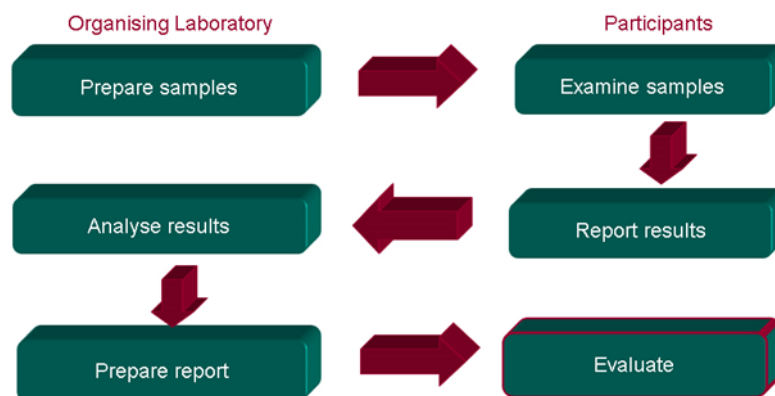 Organising Laboratory
Participants
Prepare samples
Examine samples
Analyse results
Report results
Prepare report
Evaluate